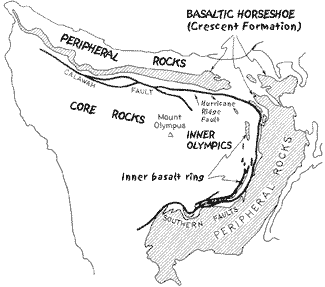 BASALTIC HORSESHOE
(Crescent Formation)
PERIPHERAL ROCKS
CALAWAH FAULT
Hurricane
Ridge
Fault
CORE ROCKS
Mount
Olympus
INNER
OLYMPICS
Inner basalt ring
SOUTHERN FAULTS
PERIPHERAL ROCKS